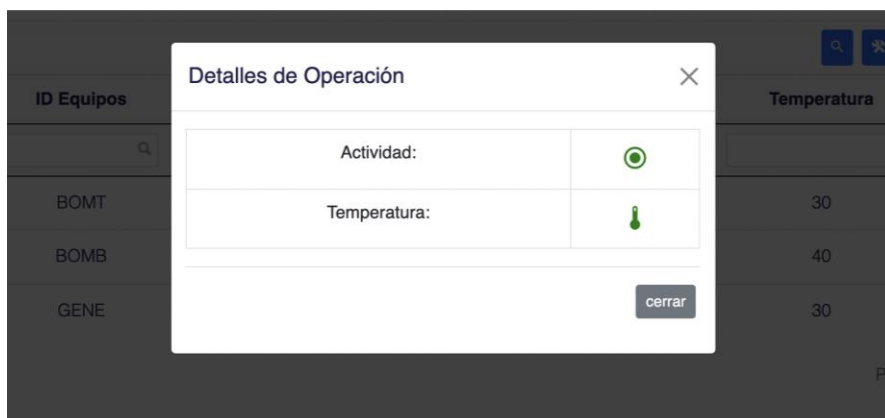 Detalles de Operación
ID Equipos
Temperatura
Actividad:
BOMT
30
Temperatura:
BOMB
40
cerrar
GENE
30
P